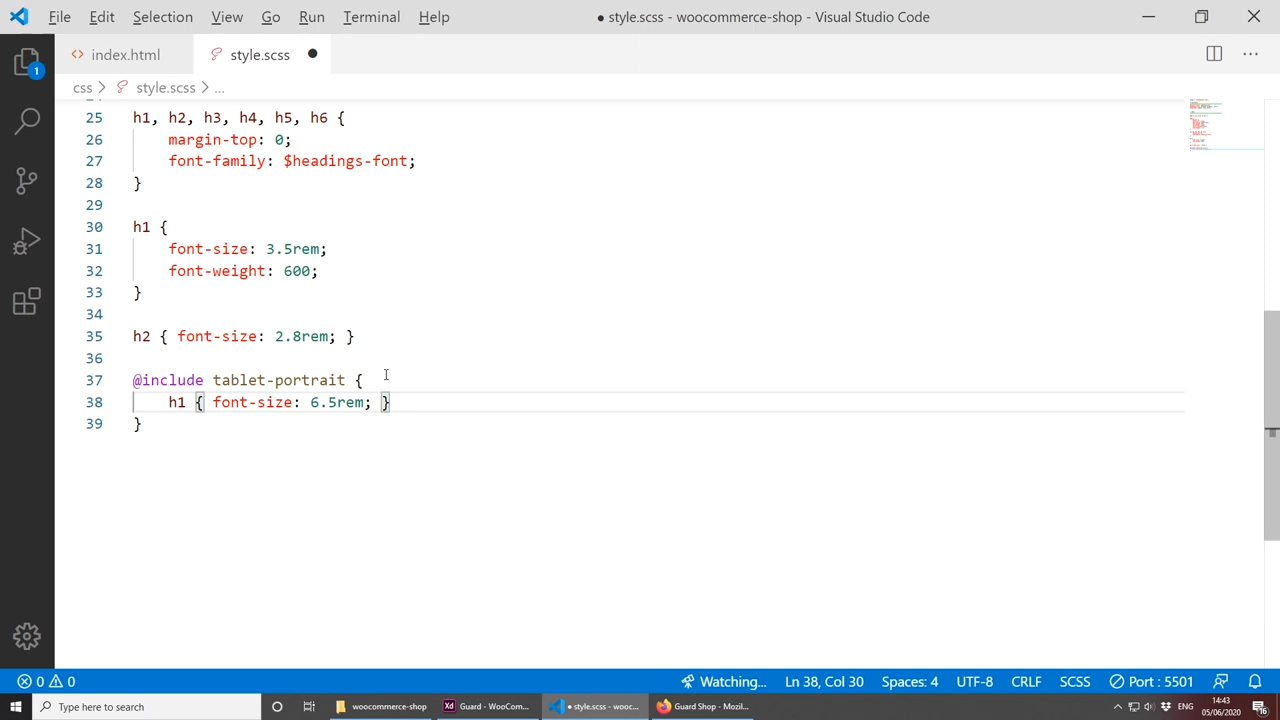 File Edit Selection View Go Run Terminal Help
● style.scss - woocommerce-shop - Visual Studio Code
<> index.html
style.scss ●
css > style.scss > ...
1
25 h1, h2, h3, h4, h5, h6 {
26 margin-top: 0;
27 font-family: $headings-font;
28 }
29
30 h1 {
31 font-size: 3.5rem;
32 font-weight: 600;
33 }
34
35 h2 { font-size: 2.8rem; }
36
37 @include tablet-portrait {
38 h1 { font-size: 6.5rem; }
39 }
0 0 Watching... Ln 38, Col 30 Spaces: 4 UTF-8 CRLF SCSS Port : 5501
Type here to search woocommerce-shop Xd Guard - WooCom... ● style.scss - wooc... Guard Shop - Mozil... ENG 14:43
05/06/2020 16